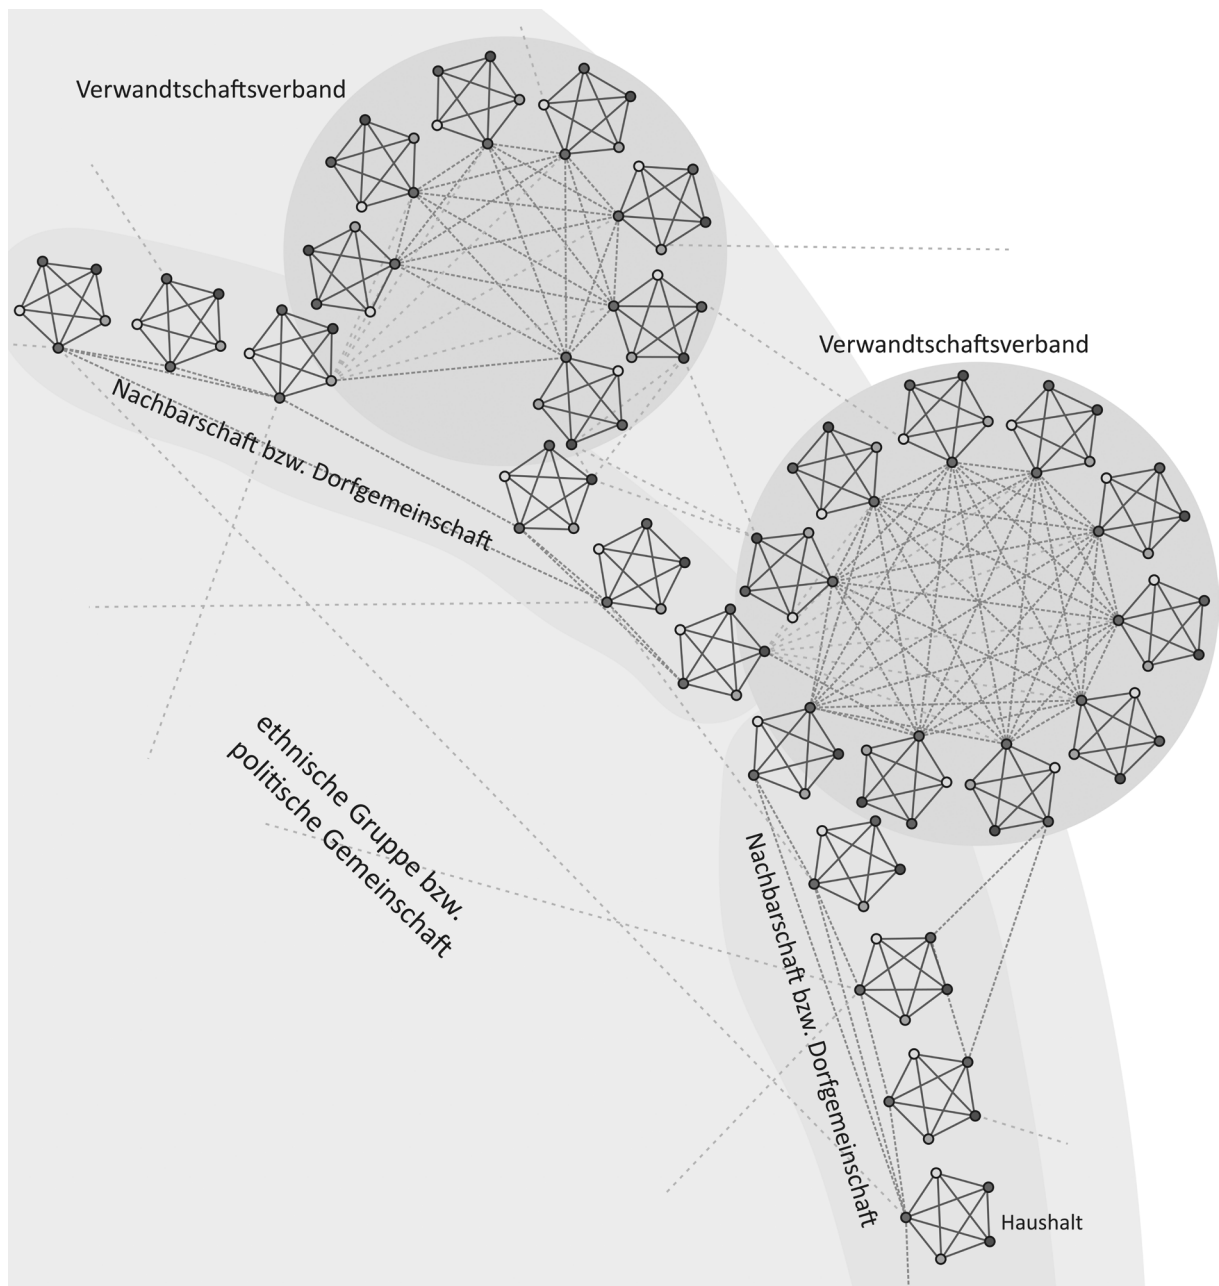 Verwandtschaftsverband
Verwandtschaftsverband
Nachbarschaft bzw. Dorfgemeinschaft
ethnische Gruppe bzw.
politische Gemeinschaft
Nachbarschaft bzw. Dorfgemeinschaft
Haushalt